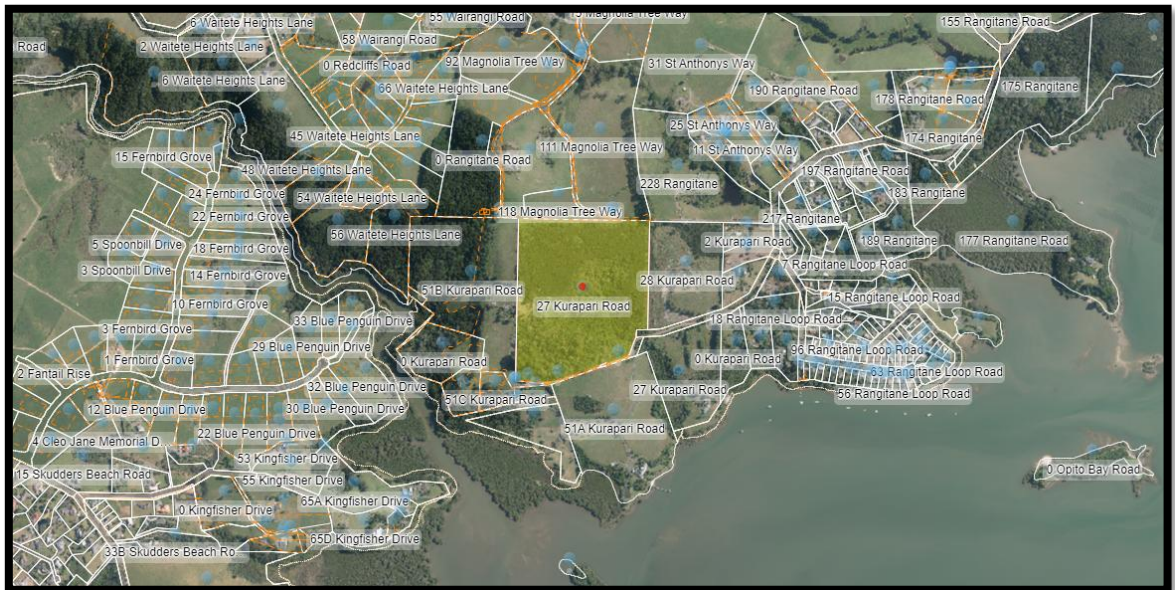 6 Waitete Heights Lane
55 Wairangi Road
Magnolia Tree Way
155 Rangitane Road
Road
2 Waitete Heights Lane
58 Wairangi Road
0 Redcliffs Road
92 Magnolia Tree Way
31 St Anthonys Way
6 Waitete Heights Lane
66 Waitete Heights Lane
190 Rangitane Road
178 Rangitane Road
175 Rangitane
25 St Anthonys Way
45 Waitete Heights Lane
174 Rangitane
15 Fernbird Grove
0 Rangitane Road
111 Magnolia Tree Way
11 St Anthonys Way
48 Waitete Heights Lane
197 Rangitane Road
24 Fernbird Grove
54 Waitete Heights Lane
228 Rangitane
183 Rangitane
22 Fernbird Grove
118 Magnolia Tree Way
217 Rangitane
56 Waitete Heights Lane
5 Spoonbill Drive
18 Fernbird Grove
2 Kurapari Road
189 Rangitane
177 Rangitane Road
3 Spoonbill Drive
14 Fernbird Grove
7 Rangitane Loop Road
51B Kurapari Road
28 Kurapari Road
10 Fernbird Grove
27 Kurapari Road
15 Rangitane Loop Road
33 Blue Penguin Drive
18 Rangitane Loop Road
3 Fernbird Grove
29 Blue Penguin Drive
96 Rangitane Loop Road
1 Fernbird Grove
0 Kurapari Road
0 Kurapari Road
2 Fantail Rise
63 Rangitane Loop Road
32 Blue Penguin Drive
27 Kurapari Road
56 Rangitane Loop Road
51C Kurapari Road
12 Blue Penguin Drive
30 Blue Penguin Drive
51A Kurapari Road
22 Blue Penguin Drive
4 Cleo Jane Memorial D...
53 Kingfisher Drive
15 Skudders Beach Road
0 Opito Bay Road
55 Kingfisher Drive
65A Kingfisher Drive
0 Kingfisher Drive
65D Kingfisher Drive
33B Skudders Beach Ro